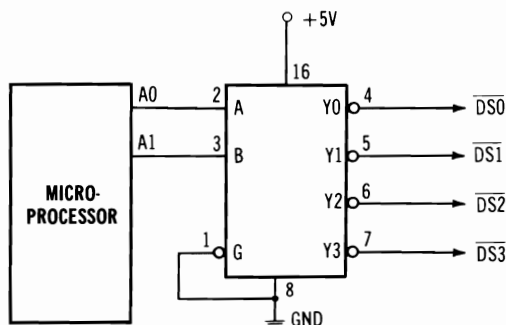 +5V
16
A0
2
A
Y0
4
DS0
A1
3
B
Y1
5
DS1
MICRO-
PROCESSOR
Y2
6
DS2
1
G
Y3
7
DS3
8
GND